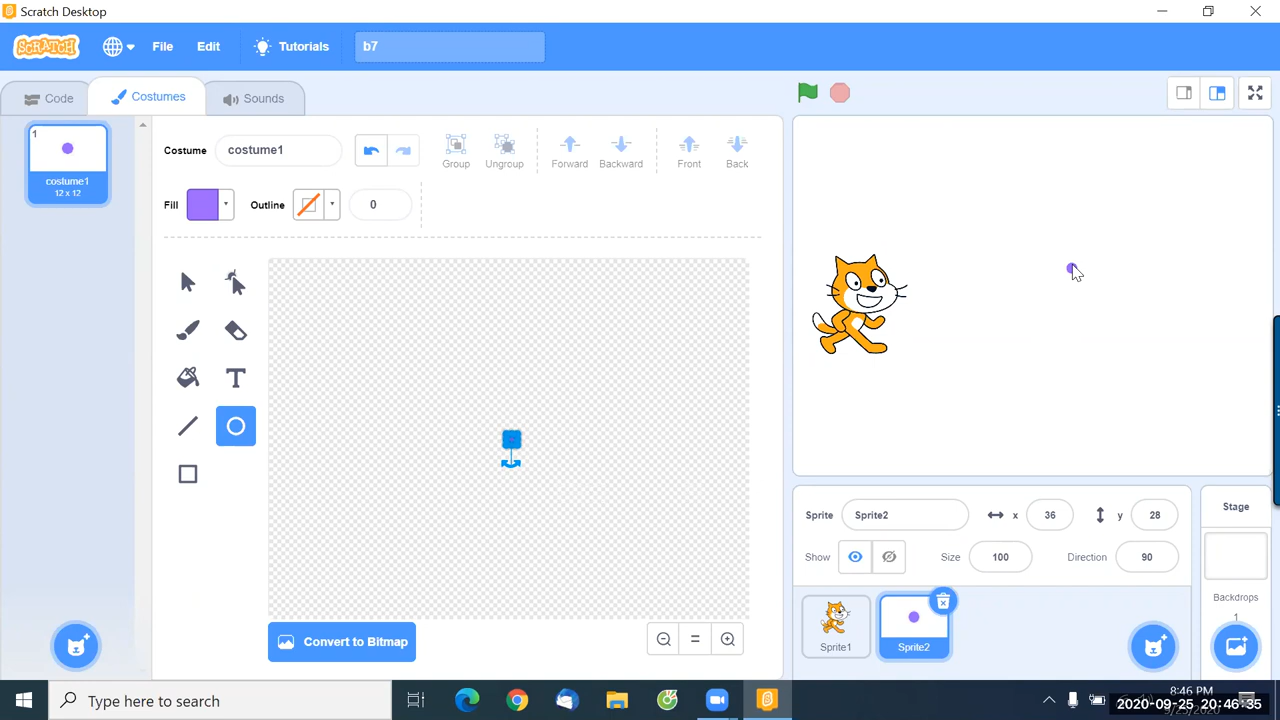 Scratch Desktop
SCRATCH
File
Edit
Tutorials
b7
Code
Costumes
Sounds
1
costume1
12 x 12
Costume
costume1
Group
Ungroup
Forward
Backward
Front
Back
Fill
Outline
0
T
Convert to Bitmap
Sprite
Sprite2
x
36
y
28
Show
Size
100
Direction
90
Sprite1
Sprite2
Stage
Backdrops
1
Type here to search
8:46 PM
2020-09-25 20:46:35